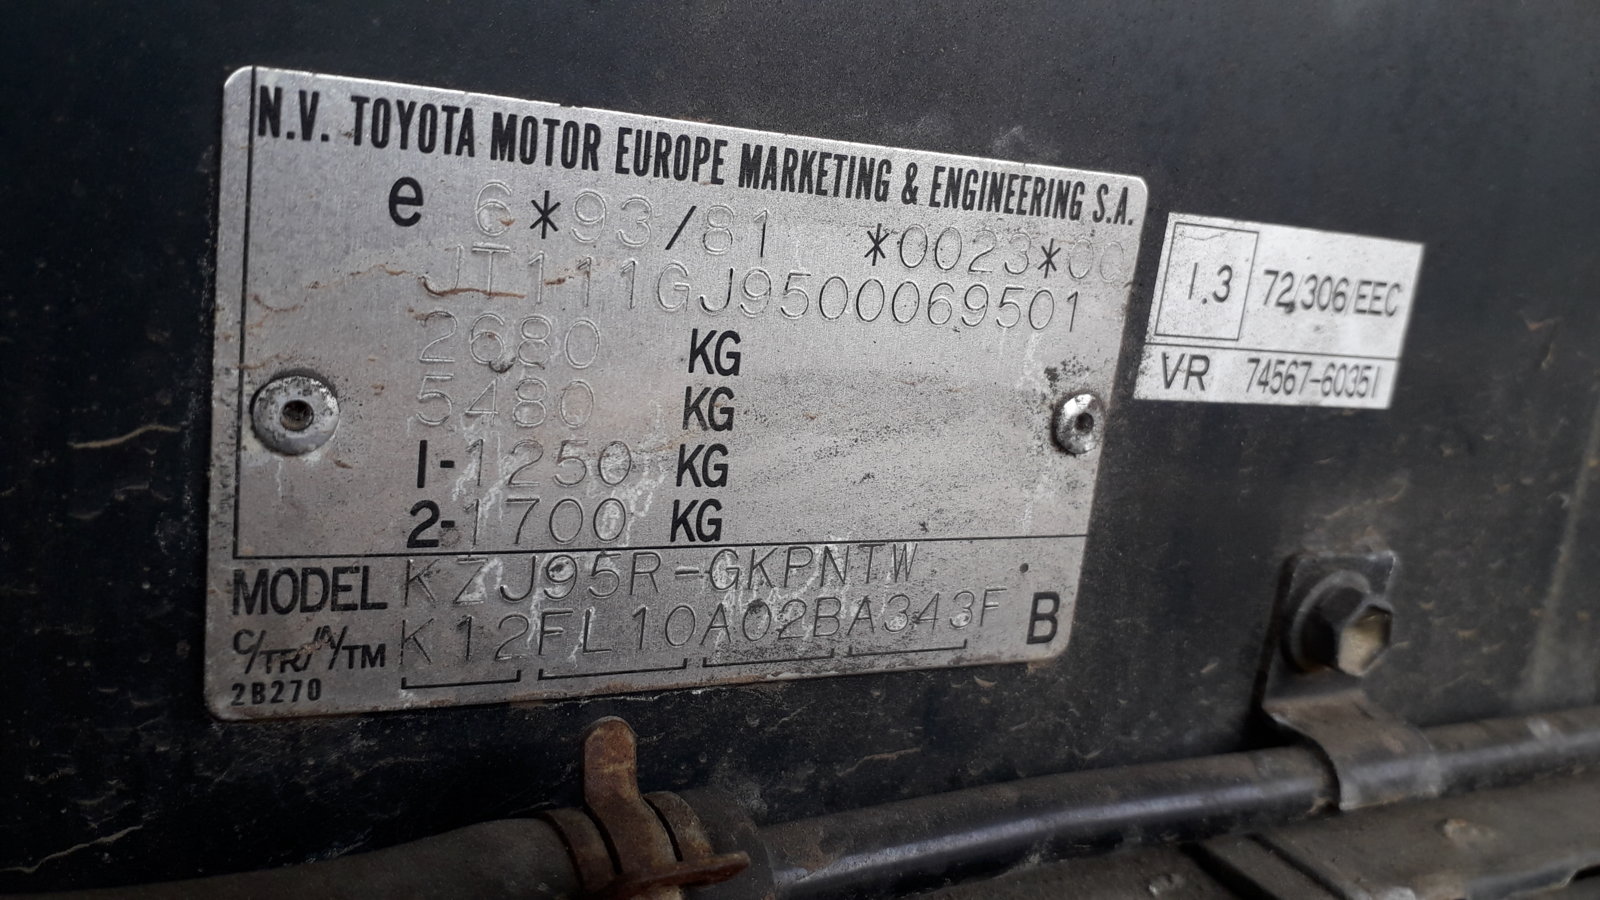 N.V. TOYOTA MOTOR EUROPE MARKETING & ENGINEERING S.A.
e 6*93/81 *0023*00
JT111GJ9500069501
2680 KG
5480 KG
1-1250 KG
2-1700 KG
MODEL KZJ95R-GKPNTW
C/TR/TM K12FL10A02BA343F B
2B270
1.3 72/306/EEC
VR 74567-60351